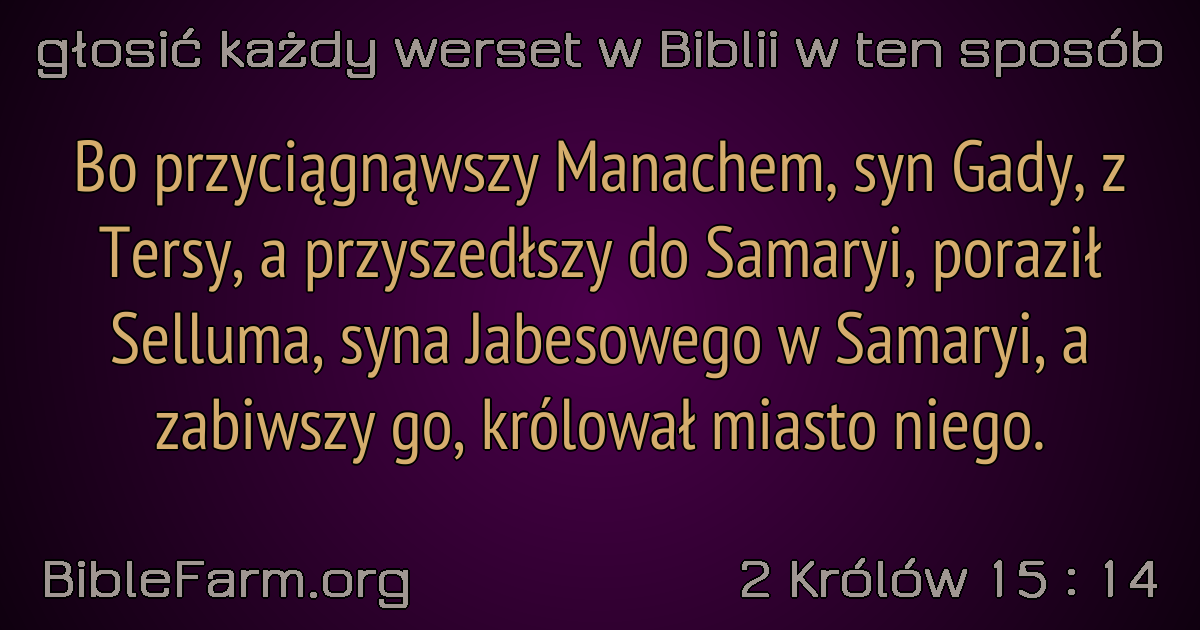 głosić każdy werset w Biblii w ten sposób
Bo przyciągnąwszy Manachem, syn Gady, z
Tersy, a przyszedłszy do Samaryi, poraził
Selluma, syna Jabesowego w Samaryi, a
zabiwszy go, królował miasto niego.
BibleFarm.org
2 Królów 15 : 14